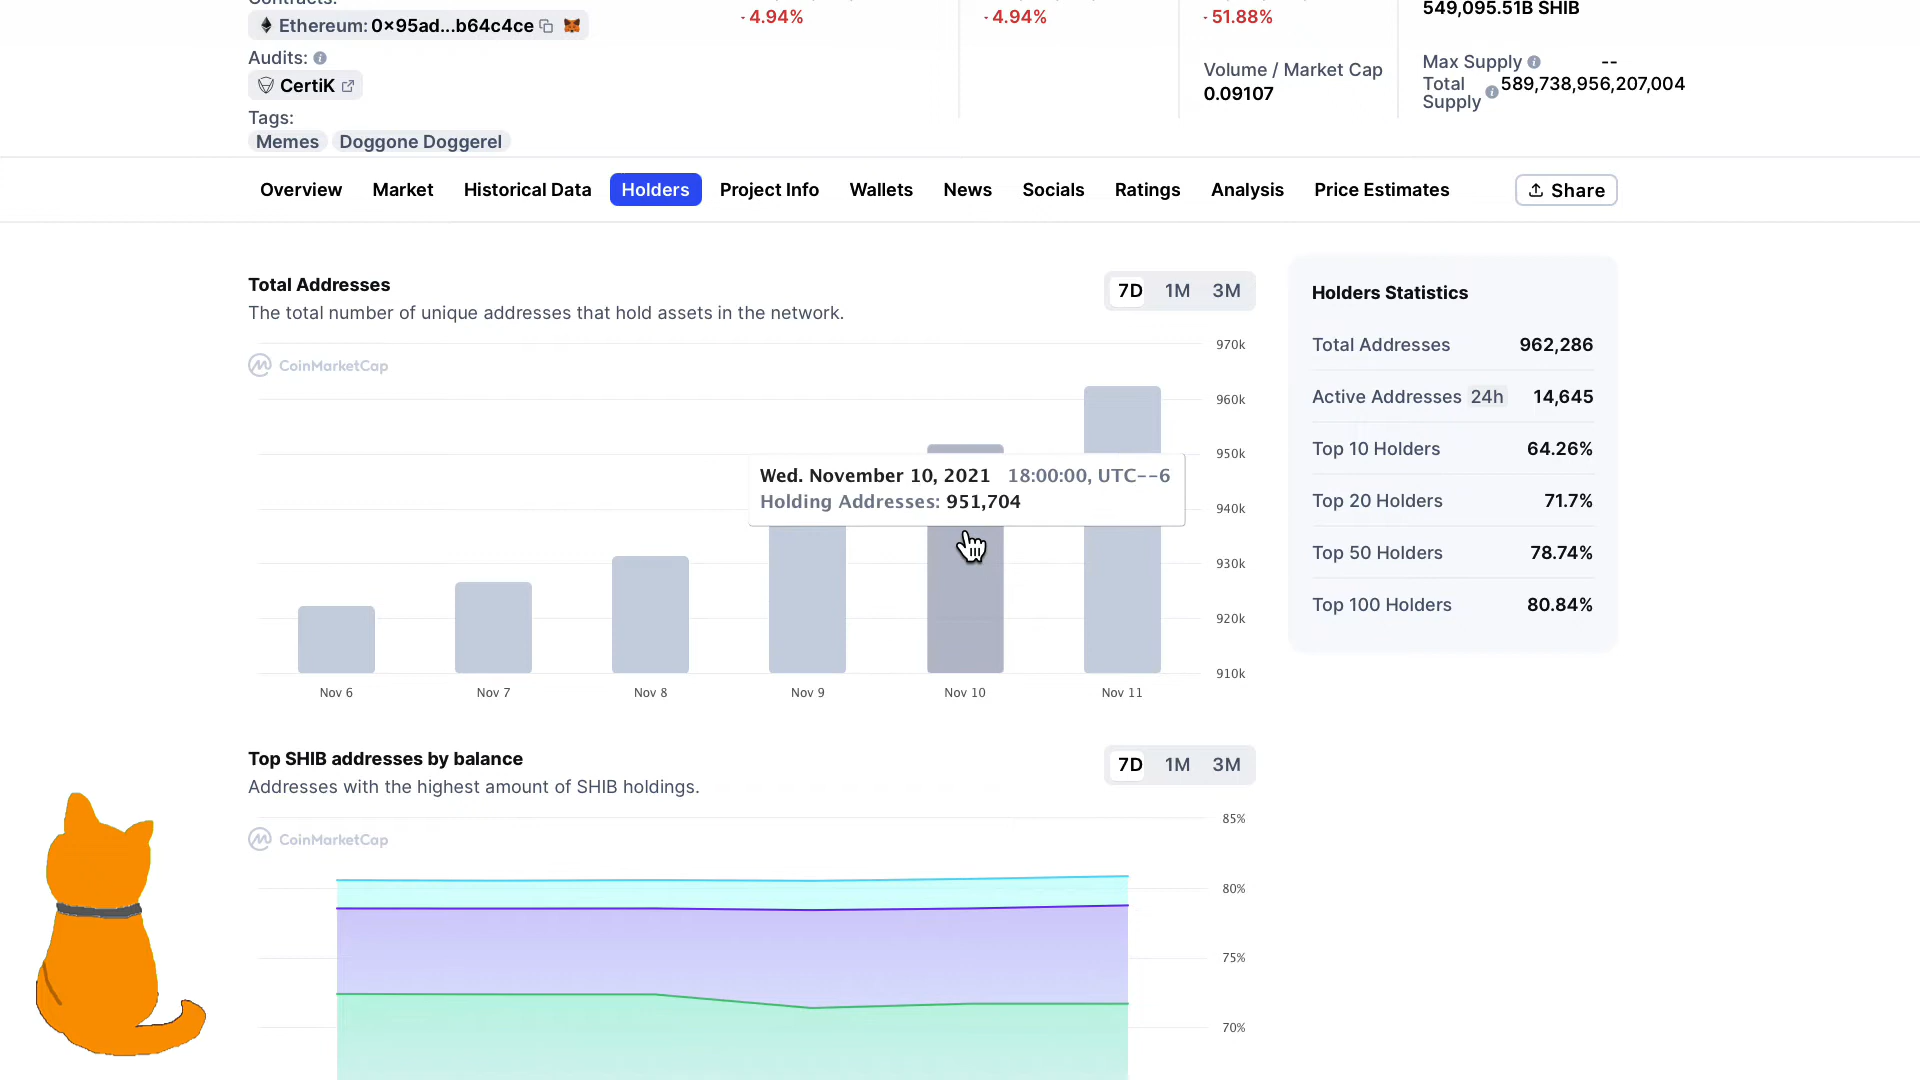 Ethereum: 0x95ad...b64c4ce
Audits:
CertiK
Tags:
Memes Doggone Doggerel
- 4.94%
- 4.94%
- 51.88%
Volume / Market Cap
0.09107
549,095.51B SHIB
Max Supply --
Total Supply 589,738,956,207,004
Overview Market Historical Data Holders Project Info Wallets News Socials Ratings Analysis Price Estimates Share
Total Addresses
The total number of unique addresses that hold assets in the network.
7D 1M 3M
CoinMarketCap
970k
960k
950k
940k
930k
920k
910k
Wed. November 10, 2021 18:00:00, UTC--6
Holding Addresses: 951,704
Nov 6 Nov 7 Nov 8 Nov 9 Nov 10 Nov 11
Holders Statistics
Total Addresses 962,286
Active Addresses 24h 14,645
Top 10 Holders 64.26%
Top 20 Holders 71.7%
Top 50 Holders 78.74%
Top 100 Holders 80.84%
Top SHIB addresses by balance
Addresses with the highest amount of SHIB holdings.
7D 1M 3M
CoinMarketCap
85%
80%
75%
70%